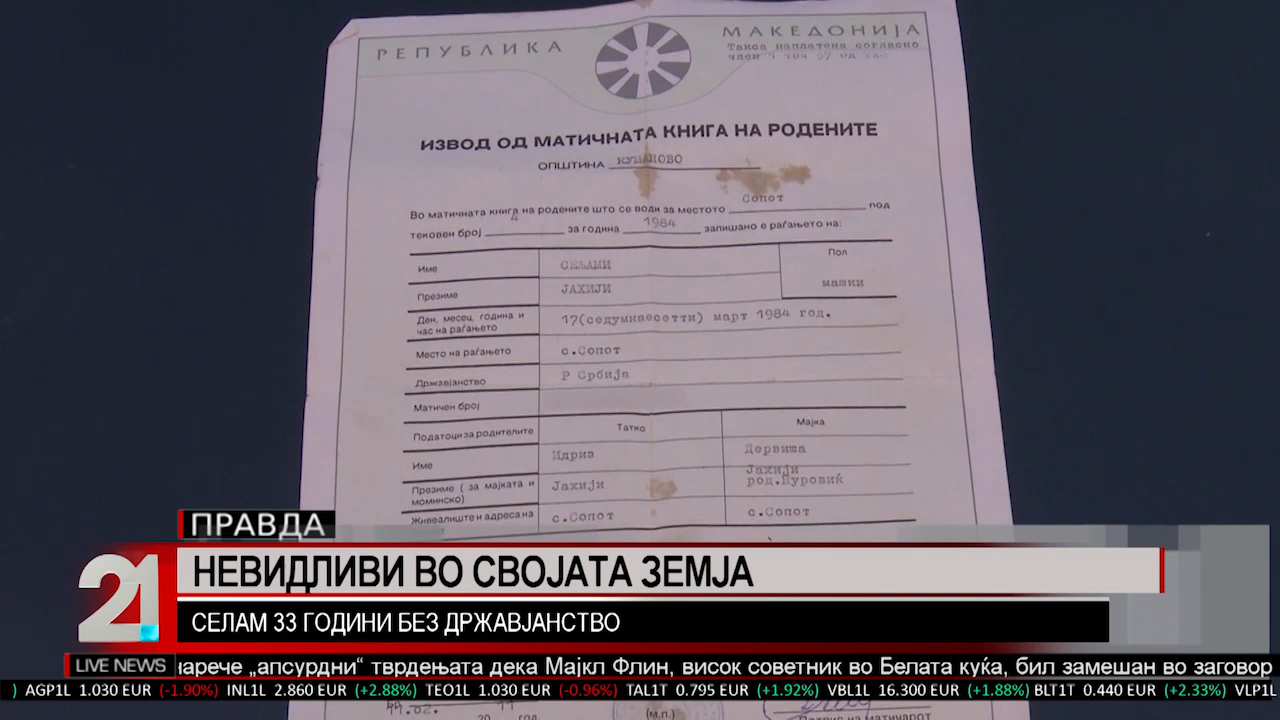 РЕПУБЛИКА МАКЕДОНИЈА
Такса наплатена согласно
член
ИЗВОД ОД МАТИЧНАТА КНИГА НА РОДЕНИТЕ
ОПШТИНА КУМАНОВО
Во матичната книга на родените што се води за местото Сопот под
тековен број 4 за година 1984 запишано е раѓањето на:
Име СЕЉАМИ Пол
Презиме ЈАХИЈИ машки
Ден, месец, година и час на раѓањето 17(седумнаесетти) март 1984 год.
Место на раѓањето с.Сопот
Државјанство Р Србија
Матичен број
Податоци за родителите Татко Мајка
Име Идриз Дервиша
Презиме ( за мајката и моминско) Јахији Јахији род.Нуровиќ
Живеалиште и адреса на с.Сопот с.Сопот
ПРАВДА
21
НЕВИДЛИВИ ВО СВОЈАТА ЗЕМЈА
СЕЛАМ 33 ГОДИНИ БЕЗ ДРЖАВЈАНСТВО
LIVE NEWS нарече „апсурдни“ тврдењата дека Мајкл Флин, висок советник во Белата куќа, бил замешан во заговор
) AGP1L 1.030 EUR (-1.90%) INL1L 2.860 EUR (+2.88%) TEO1L 1.030 EUR (-0.96%) TAL1T 0.795 EUR (+1.92%) VBL1L 16.300 EUR (+1.88%) BLT1T 0.440 EUR (+2.33%) VLP1L
20 год. (м.п.)